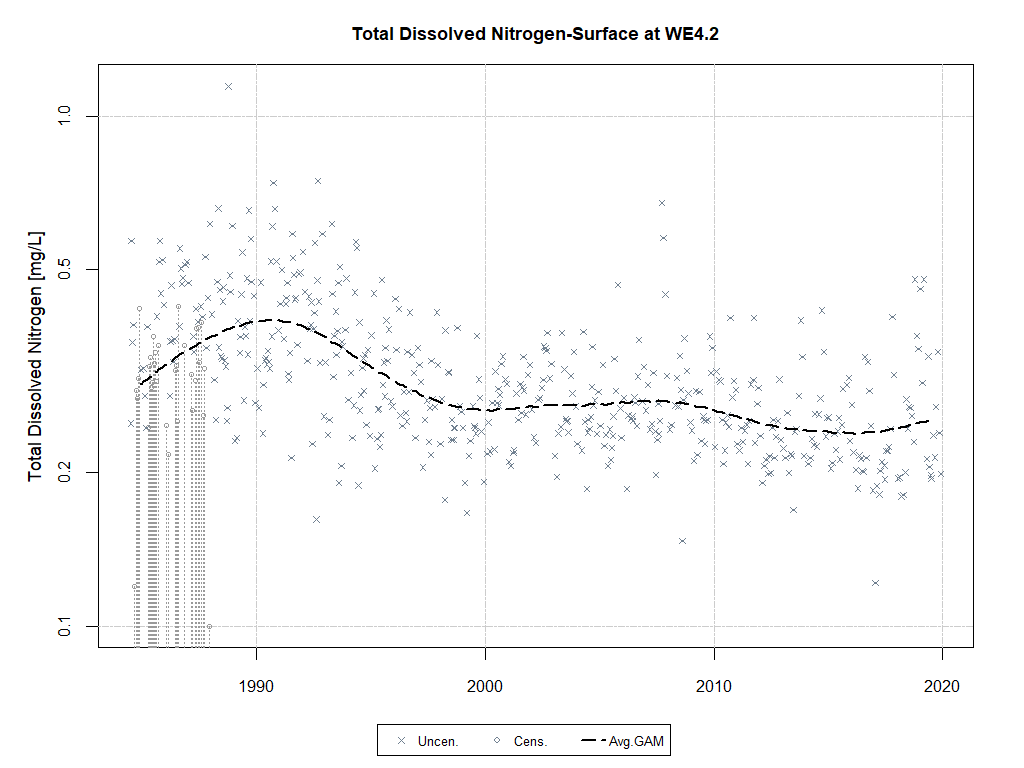 Total Dissolved Nitrogen-Surface at WE4.2
Total Dissolved Nitrogen [mg/L]
1.0
0.5
0.2
0.1
1990 2000 2010 2020
Uncen. Cens. Avg.GAM